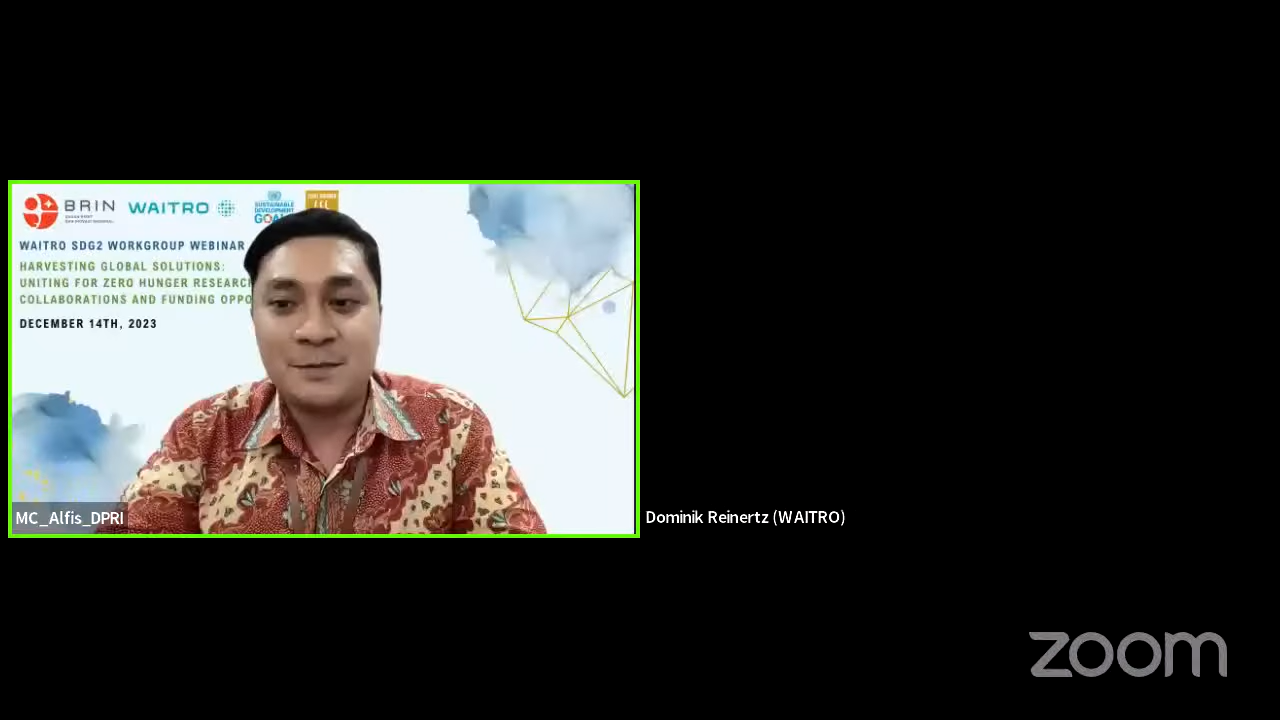 BRIN
WAITRO
SUSTAINABLE
DEVELOPMENT
WAITRO SDG2 WORKGROUP WEBINAR
HARVESTING GLOBAL SOLUTIONS:
UNITING FOR ZERO HUNGER RESEARCH
COLLABORATIONS AND FUNDING OPPO
DECEMBER 14TH, 2023
MC_Alfis_DPRI
Dominik Reinertz (WAITRO)
zoom